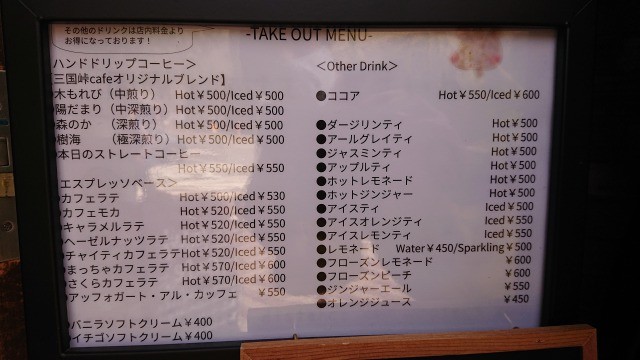 その他のドリンクは店内料金より
お得になっております！
-TAKE OUT MENU-
ハンドドリップコーヒー＞
三国峠cafeオリジナルブレンド】
木もれび（中煎り） Hot￥500/Iced￥500
陽だまり（中深煎り）Hot￥500/Iced￥500
森のか （深煎り） Hot￥500/Iced￥500
樹海 （極深煎り）Hot￥500/Iced￥500
本日のストレートコーヒー
Hot￥550/Iced￥550
エスプレッソベース＞
カフェラテ Hot￥500/Iced￥530
カフェモカ Hot￥520/Iced￥550
キャラメルラテ Hot￥520/Iced￥550
ヘーゼルナッツラテ Hot￥520/Iced￥550
チャイティカフェラテHot￥520/Iced￥550
まっちゃカフェラテ Hot￥570/Iced￥600
さくらカフェラテ Hot￥570/Iced￥600
アッフォガート・アル・カッフェ ￥550
バニラソフトクリーム￥400
イチゴソフトクリーム￥400
＜Other Drink＞
●ココア Hot￥550/Iced￥600
●ダージリンティ Hot￥500
●アールグレイティ Hot￥500
●ジャスミンティ Hot￥500
●アップルティ Hot￥500
●ホットレモネード Hot￥500
●ホットジンジャー Hot￥500
●アイスティ Iced￥500
●アイスオレンジティ Iced￥550
●アイスレモンティ Iced￥550
●レモネード Water￥450/Sparkling￥500
●フローズンレモネード ￥600
●フローズンピーチ ￥600
●ジンジャーエール ￥550
●オレンジジュース ￥450